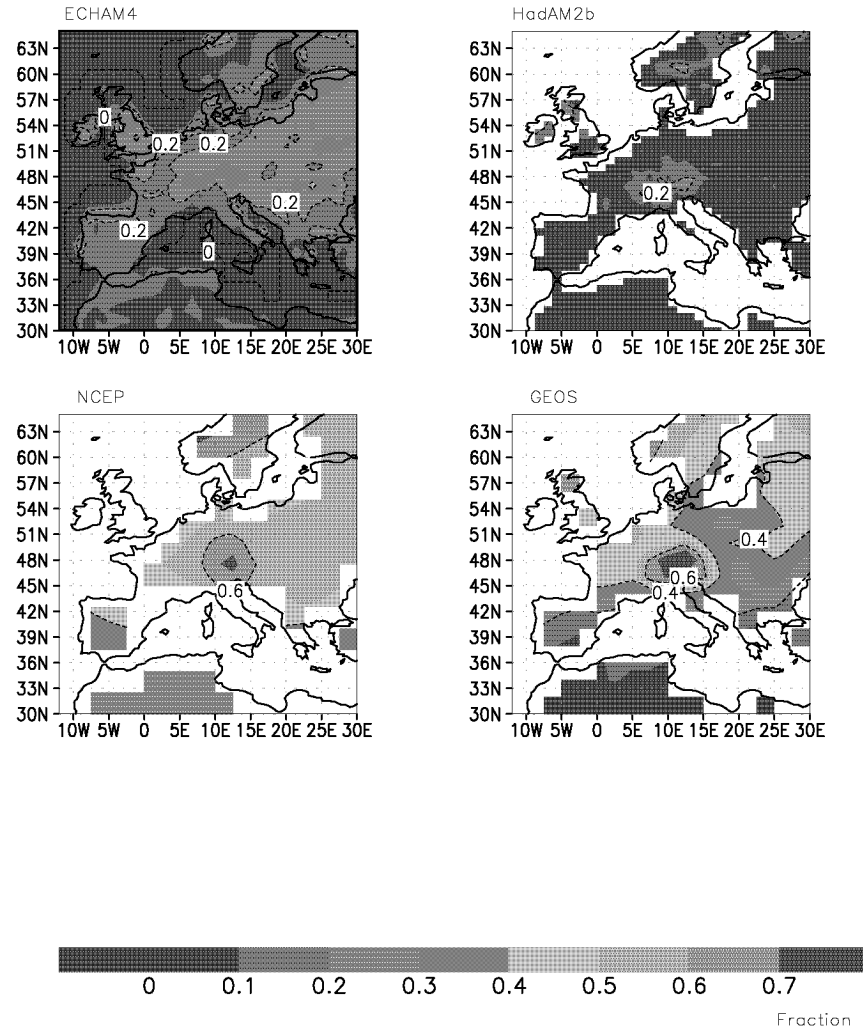 ECHAM4
63N
60N
57N
54N
51N
48N
45N
42N
39N
36N
33N
30N
0
0.2
0.2
0.2
0.2
0
10W 5W 0 5E 10E 15E 20E 25E 30E
HadAM2b
63N
60N
57N
54N
51N
48N
45N
42N
39N
36N
33N
30N
0.2
10W 5W 0 5E 10E 15E 20E 25E 30E
NCEP
63N
60N
57N
54N
51N
48N
45N
42N
39N
36N
33N
30N
0.6
10W 5W 0 5E 10E 15E 20E 25E 30E
GEOS
63N
60N
57N
54N
51N
48N
45N
42N
39N
36N
33N
30N
0.4
0.6
0.4
10W 5W 0 5E 10E 15E 20E 25E 30E
0 0.1 0.2 0.3 0.4 0.5 0.6 0.7
Fraction